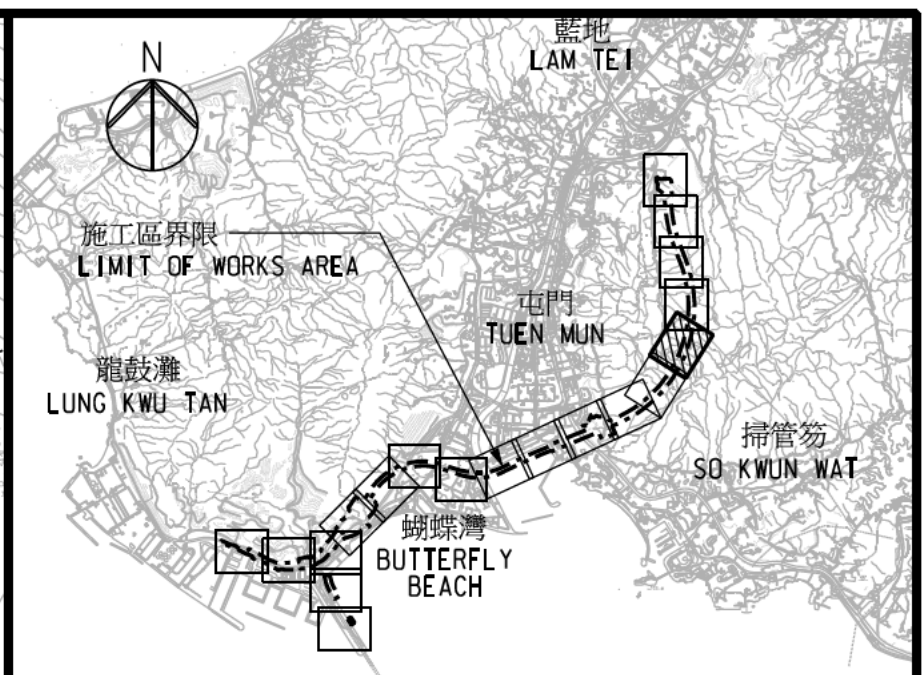 藍地
LAM TEI
N
施工區界限
LIMIT OF WORKS AREA
屯門
TUEN MUN
龍鼓灘
LUNG KWU TAN
掃管笏
SO KWUN WAT
蝴蝶灣
BUTTERFLY
BEACH